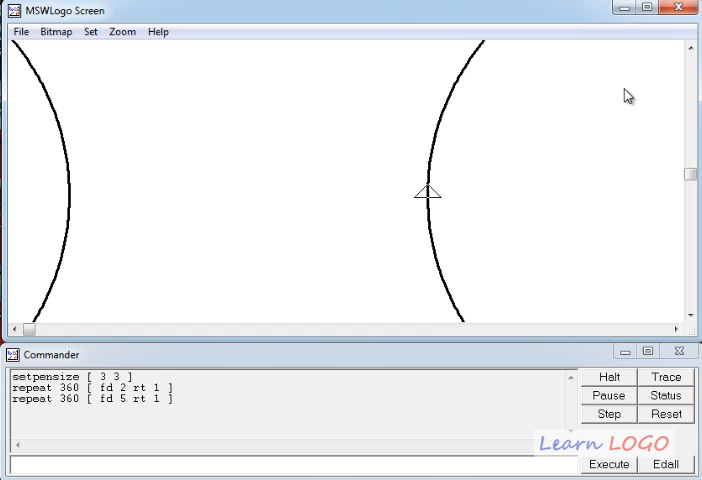 MSWLogo Screen
File Bitmap Set Zoom Help
Commander
setpensize [ 3 3 ]
repeat 360 [ fd 2 rt 1 ]
repeat 360 [ fd 5 rt 1 ]
Halt Trace
Pause Status
Step Reset
Learn LOGO
Execute Edall